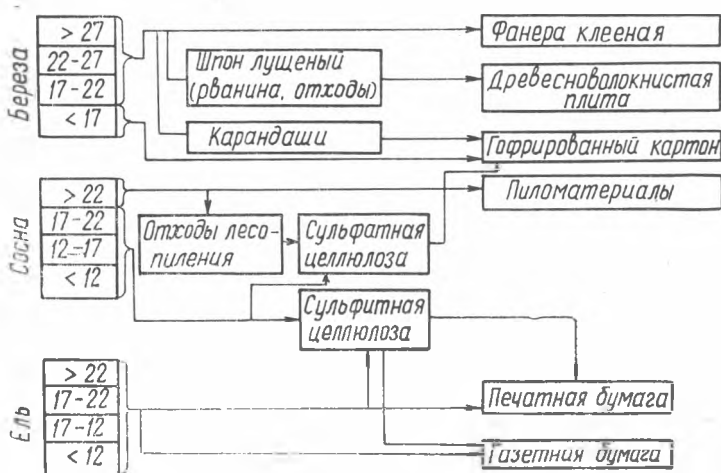 Береза
> 27
22-27
17-22
< 17
Шпон лущеный
(рванина, отходы)
Карандаши
Фанера клееная
Древесноволокнистая
плита
Гофрированный картон
Сосна
> 22
17-22
12-17
< 12
Отходы лесо-
пиления
Сульфатная
целлюлоза
Пиломатериалы
Сульфитная
целлюлоза
Ель
> 22
17-22
17-12
< 12
Печатная бумага
Газетния бумага